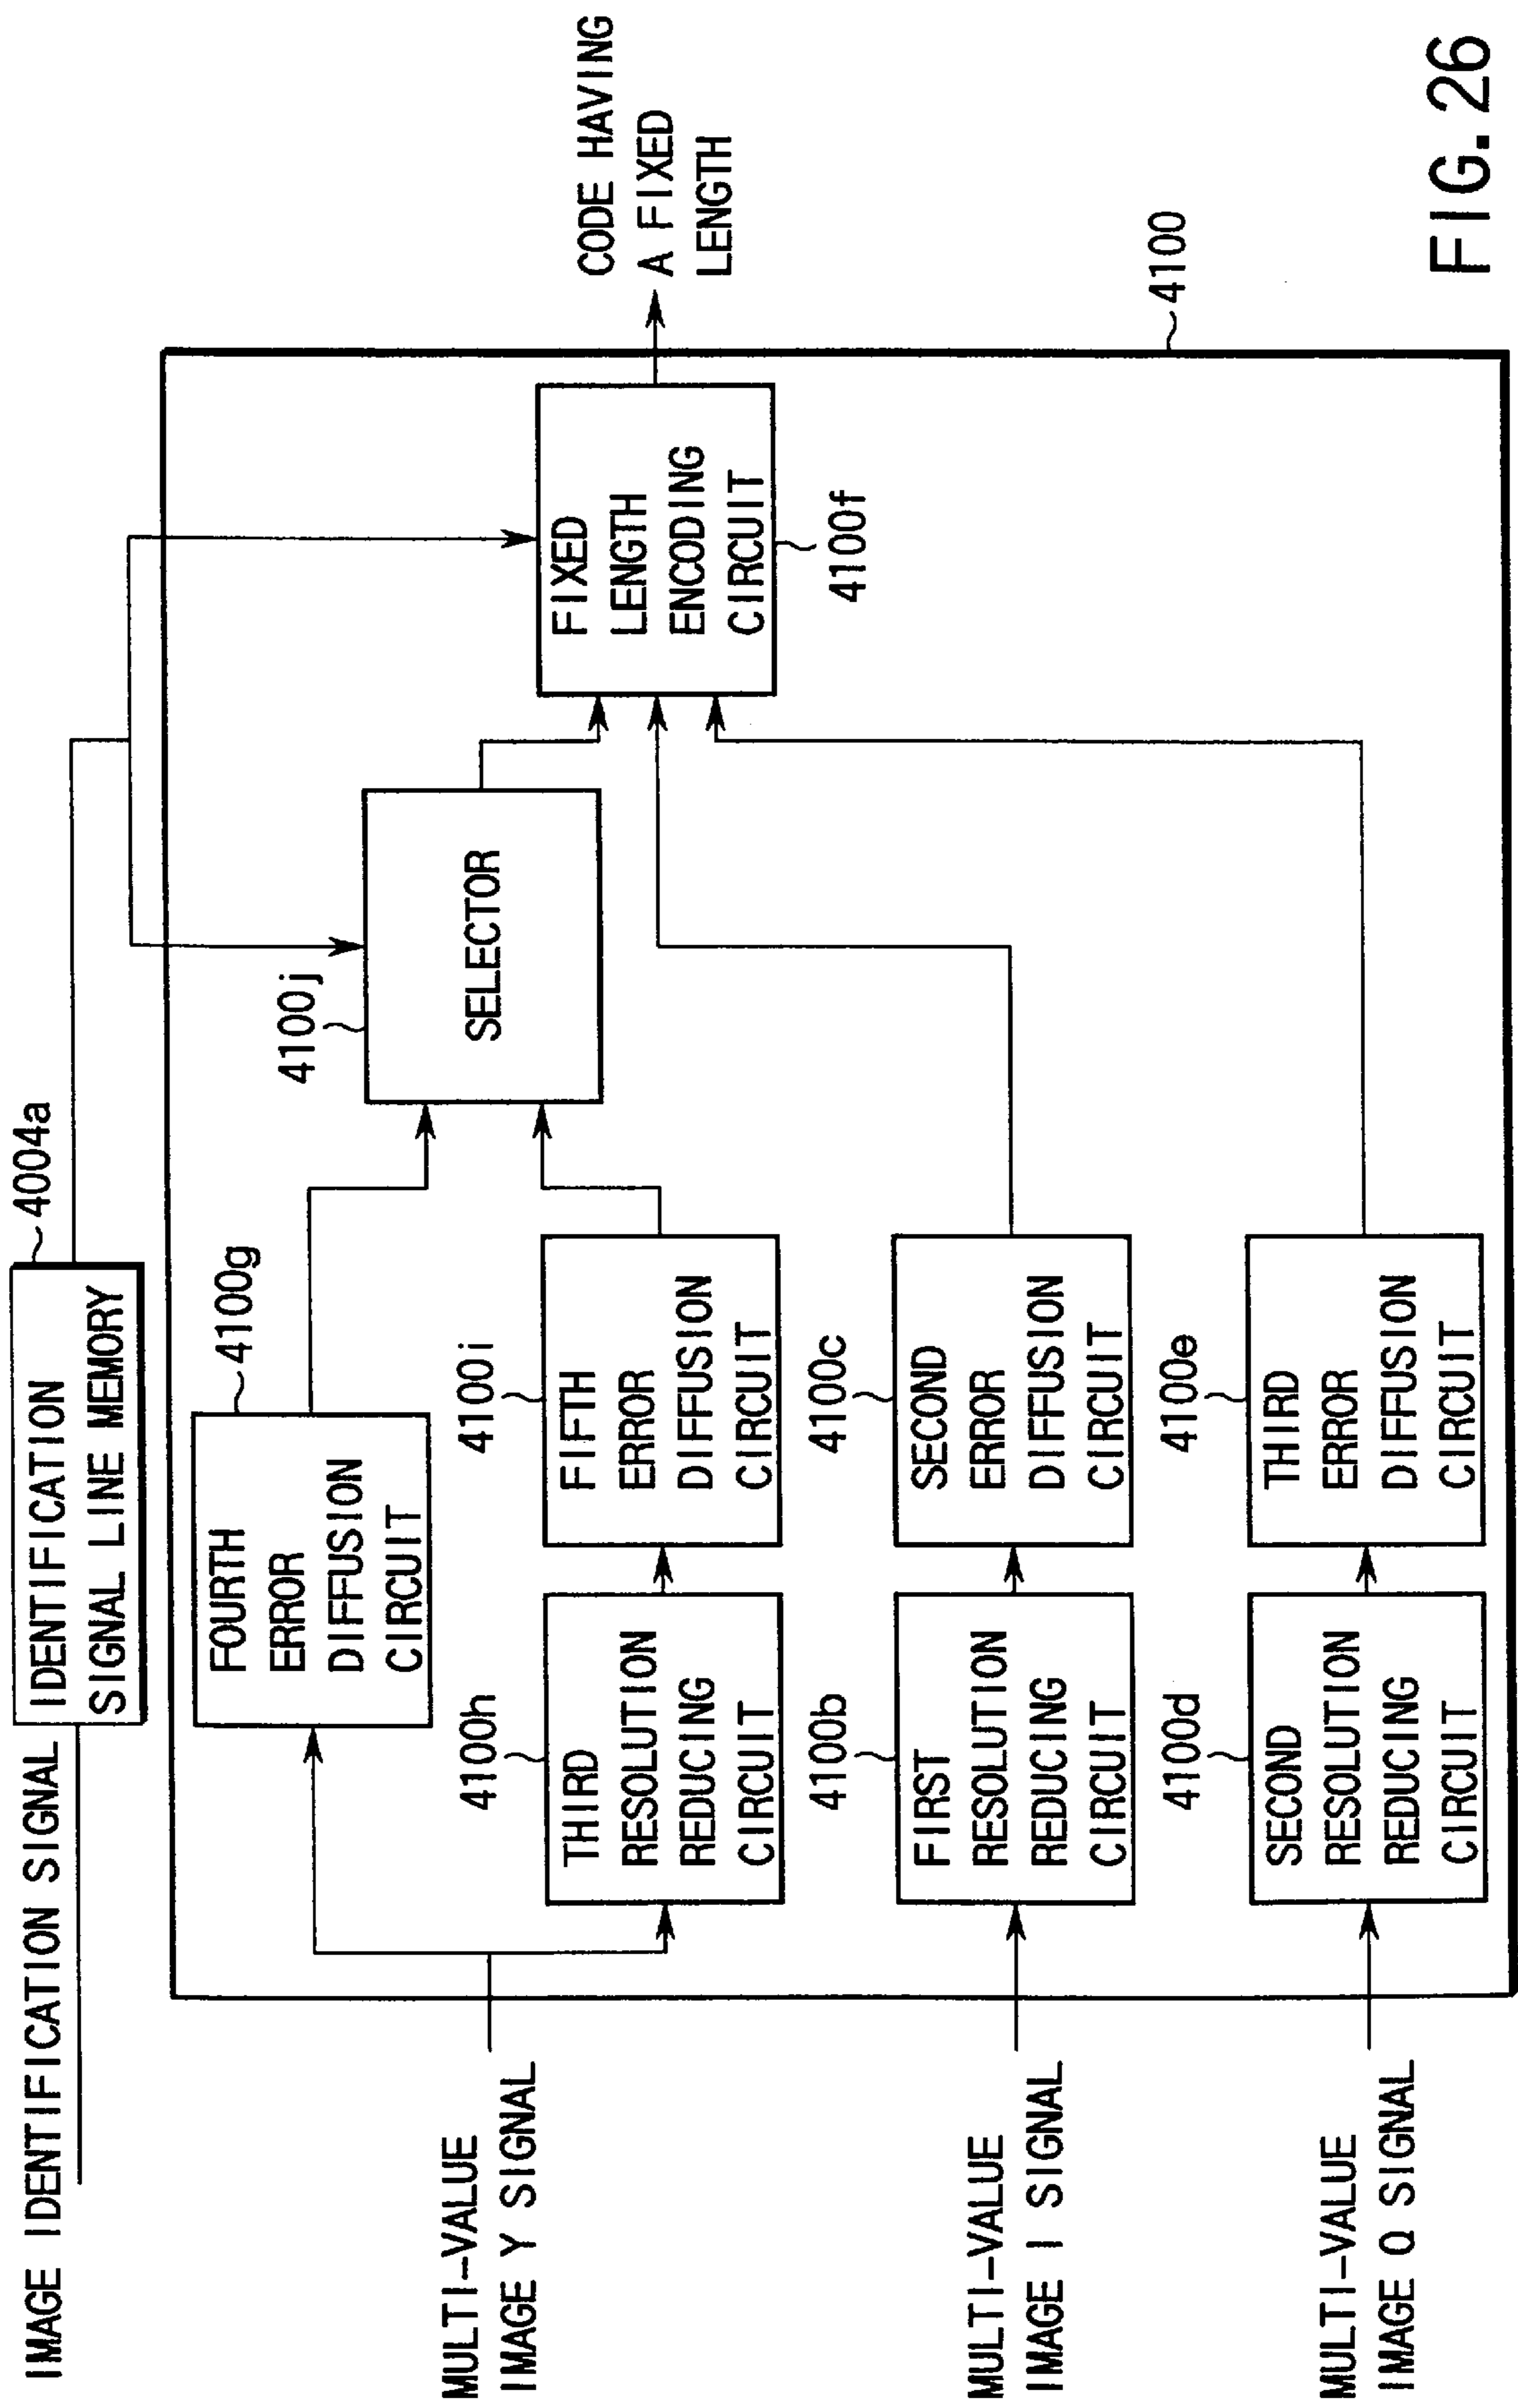 IMAGE IDENTIFICATION SIGNAL
IDENTIFICATION
SIGNAL LINE MEMORY
4004a
MULTI-VALUE
IMAGE Y SIGNAL
4100g
FOURTH
ERROR
DIFFUSION
CIRCUIT
4100h
THIRD
RESOLUTION
REDUCING
CIRCUIT
4100i
FIFTH
ERROR
DIFFUSION
CIRCUIT
4100j
SELECTOR
FIXED
LENGTH
ENCODING
CIRCUIT
4100f
CODE HAVING
A FIXED
LENGTH
MULTI-VALUE
IMAGE I SIGNAL
4100b
FIRST
RESOLUTION
REDUCING
CIRCUIT
4100c
SECOND
ERROR
DIFFUSION
CIRCUIT
MULTI-VALUE
IMAGE Q SIGNAL
4100d
SECOND
RESOLUTION
REDUCING
CIRCUIT
4100e
THIRD
ERROR
DIFFUSION
CIRCUIT
4100
FIG. 26